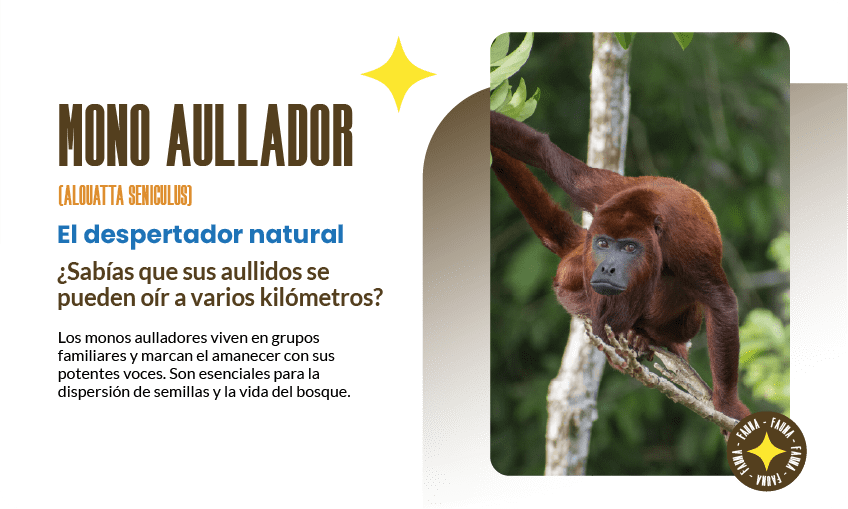 MONO AULLADOR
(ALOUATTA SENICULUS)
El despertador natural
¿Sabías que sus aullidos se
pueden oír a varios kilómetros?
Los monos aulladores viven en grupos
familiares y marcan el amanecer con sus
potentes voces. Son esenciales para la
dispersión de semillas y la vida del bosque.
FAUNA - FAUNA - FAUNA - FAUNA - FAUNA -